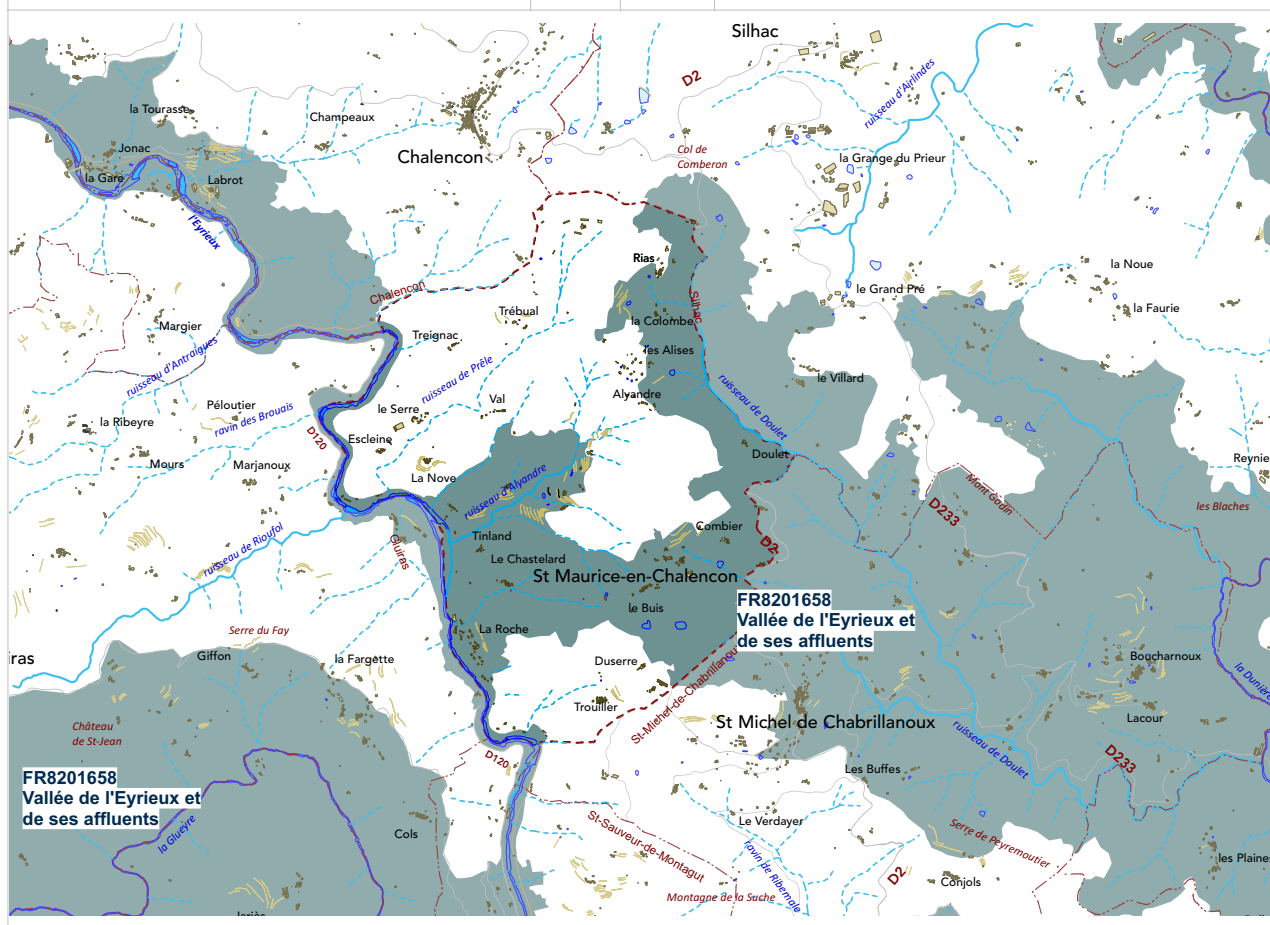 Silhac
D2
ruisseau d'Airlindes
la Tourasse
Champeaux
Jonac
Chalencon
Col de
Comberon
la Grange du Prieur
la Gare
Labrot
l'Eyrieux
Rias
la Noue
Chalencon
Silhac
le Grand Pré
la Faurie
Trébual
la Colombe
Margier
Treignac
les Alises
ruisseau d'Antraigues
ruisseau de Prêle
ruisseau de Doulet
le Villard
Péloutier
le Serre
Val
Alyandre
la Ribeyre
ravin des Brouais
D120
Escleine
Mours
Marjanoux
La Nove
Doulet
Reynie
ruisseau d'Alyandre
Mont Godin
les Blaches
D233
Combier
ruisseau de Rioufol
Gluiras
Tinland
D2
Le Chastelard
St Maurice-en-Chalencon
le Buis
FR8201658
Vallée de l'Eyrieux et
de ses affluents
Serre du Fay
La Roche
iras
Giffon
la Fargette
Duserre
Boucharnoux
la Dunière
Trouiller
St-Michel-de-Chabrillanou
St Michel de Chabrillanoux
Lacour
Château
de St-Jean
ruisseau de Doulet
D120
D233
FR8201658
Vallée de l'Eyrieux et
de ses affluents
Les Buffes
la Glueyre
Cols
St-Sauveur-de-Montagut
Le Verdayer
Serre de Peyremoutier
les Plaines
ravin de Ribemale
D2
Conjols
Montagne de la Suche